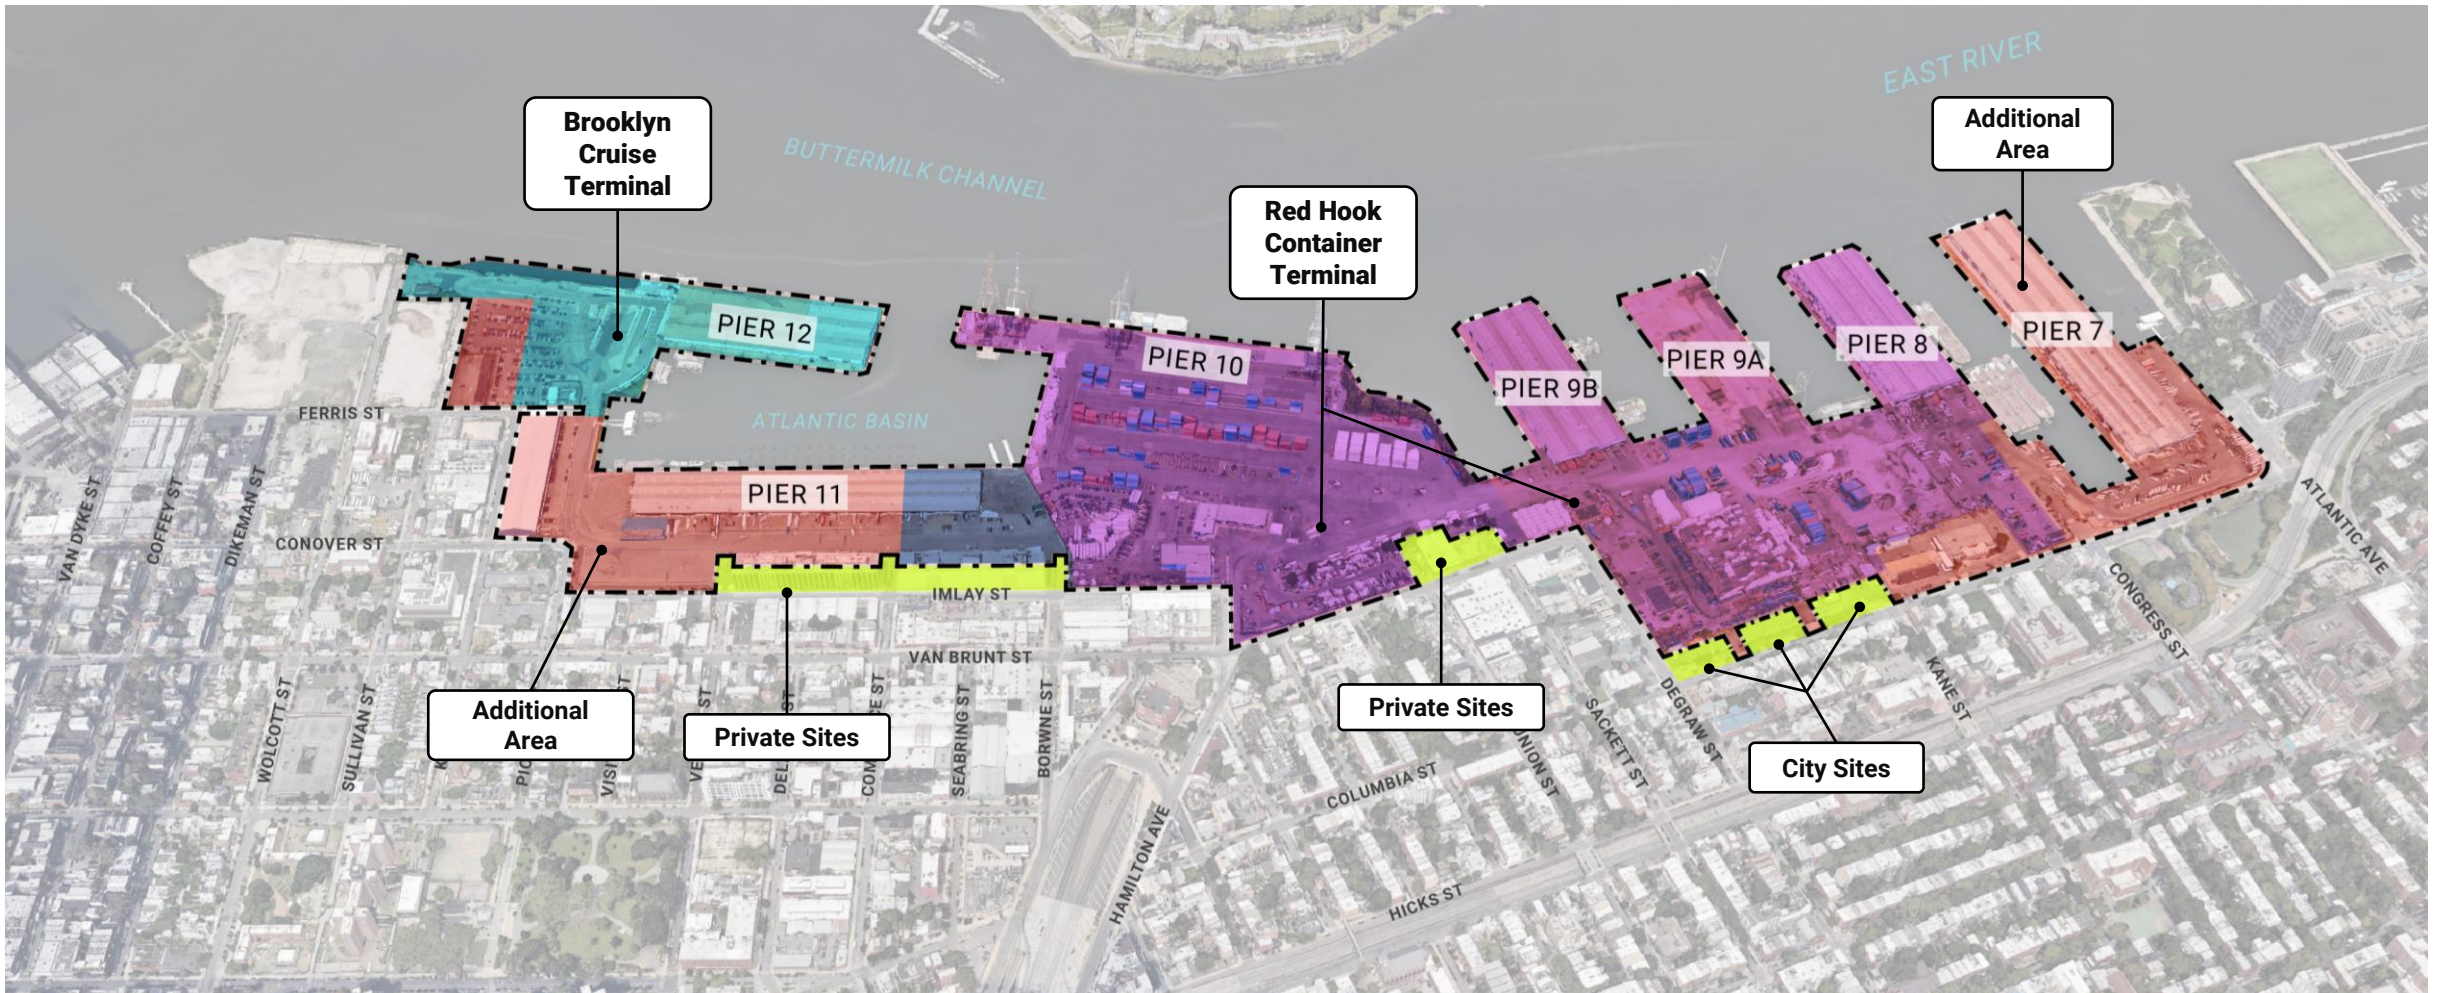 EAST RIVER
Brooklyn
Cruise
Terminal
Additional
Area
BUTTERMILK CHANNEL
Red Hook
Container
Terminal
PIER 12
PIER 10
PIER 9B
PIER 9A
PIER 8
PIER 7
FERRIS ST
ATLANTIC BASIN
PIER 11
VAN DYKE ST
COFFEY ST
DIKEMAN ST
CONOVER ST
ATLANTIC AVE
IMLAY ST
CONGRESS ST
VAN BRUNT ST
KANE ST
WOLCOTT ST
SULLIVAN ST
Additional
Area
Private Sites
Private Sites
City Sites
SEABRING ST
BORWNE ST
UNION ST
SACKETT ST
DEGRAW ST
COLUMBIA ST
HAMILTON AVE
HICKS ST